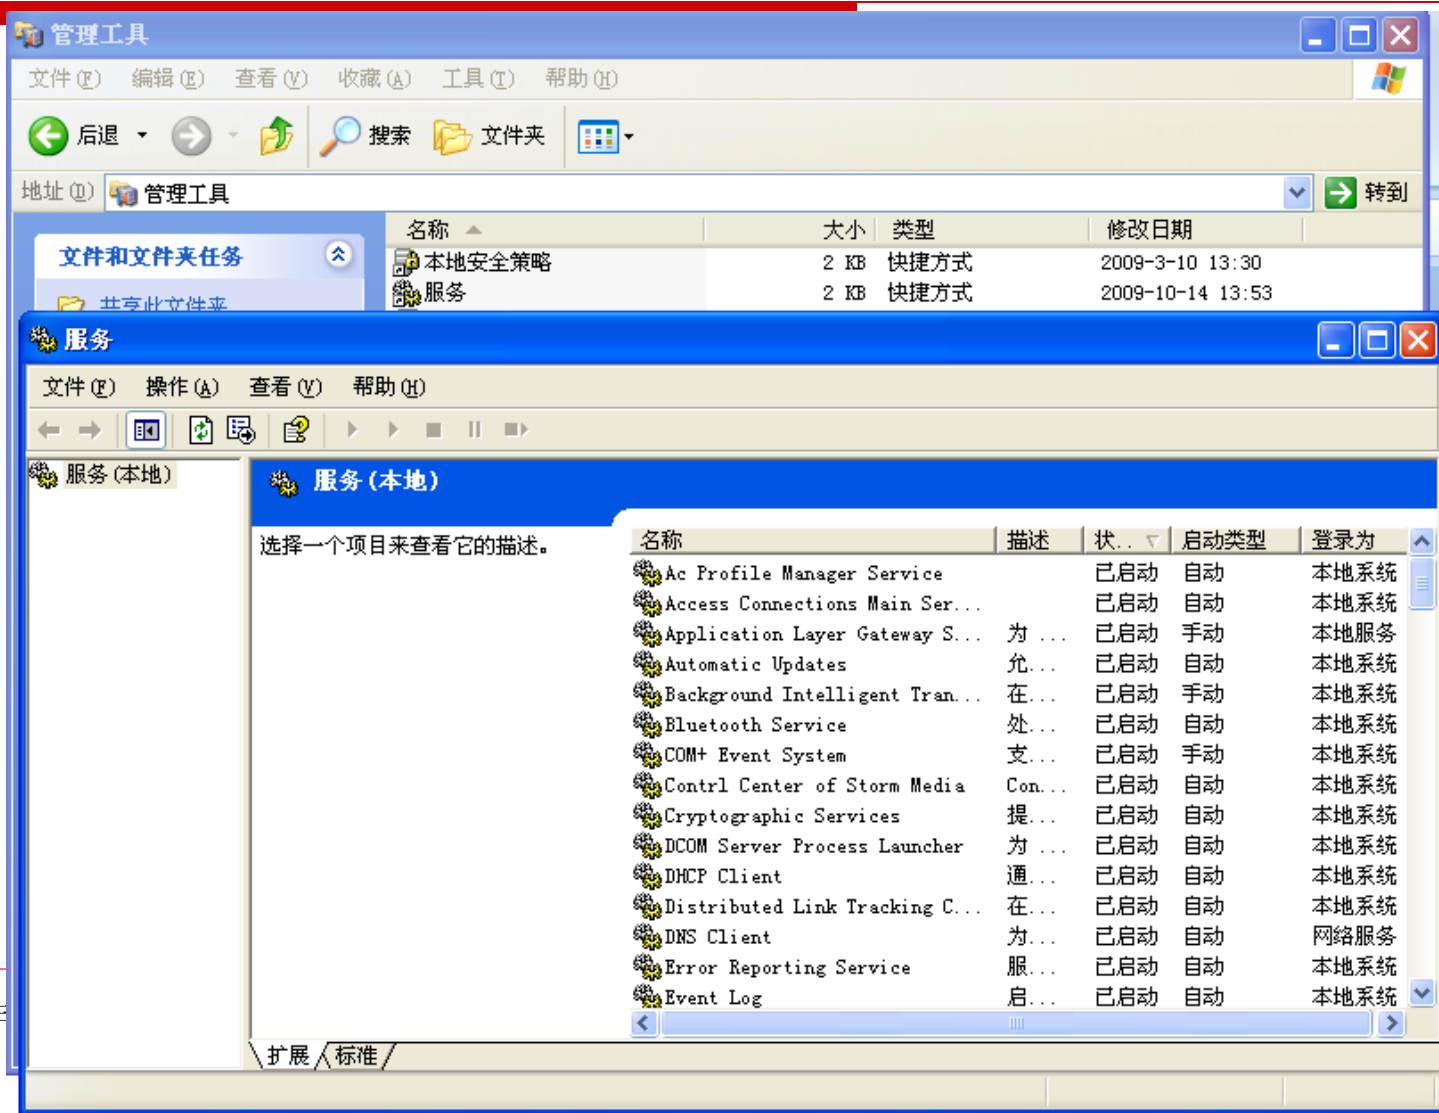 管理工具
文件(F) 编辑(E) 查看(V) 收藏(A) 工具(T) 帮助(H)
后退 搜索 文件夹
地址(D) 管理工具 转到
名称 大小 类型 修改日期
文件和文件夹任务
本地安全策略 2 KB 快捷方式 2009-3-10 13:30
服务 2 KB 快捷方式 2009-10-14 13:53
共享此文件夹
服务
文件(F) 操作(A) 查看(V) 帮助(H)
服务(本地)
服务(本地)
选择一个项目来查看它的描述。
名称 描述 状.. 启动类型 登录为
Ac Profile Manager Service 已启动 自动 本地系统
Access Connections Main Ser... 已启动 自动 本地系统
Application Layer Gateway S... 为 ... 已启动 手动 本地服务
Automatic Updates 允... 已启动 自动 本地系统
Background Intelligent Tran... 在... 已启动 手动 本地系统
Bluetooth Service 处... 已启动 自动 本地系统
COM+ Event System 支... 已启动 手动 本地系统
Contrl Center of Storm Media Con... 已启动 自动 本地系统
Cryptographic Services 提... 已启动 自动 本地系统
DCOM Server Process Launcher 为 ... 已启动 自动 本地系统
DHCP Client 通... 已启动 自动 本地系统
Distributed Link Tracking C... 在... 已启动 自动 本地系统
DNS Client 为... 已启动 自动 网络服务
Error Reporting Service 服... 已启动 自动 本地系统
Event Log 启... 已启动 自动 本地系统
扩展 标准